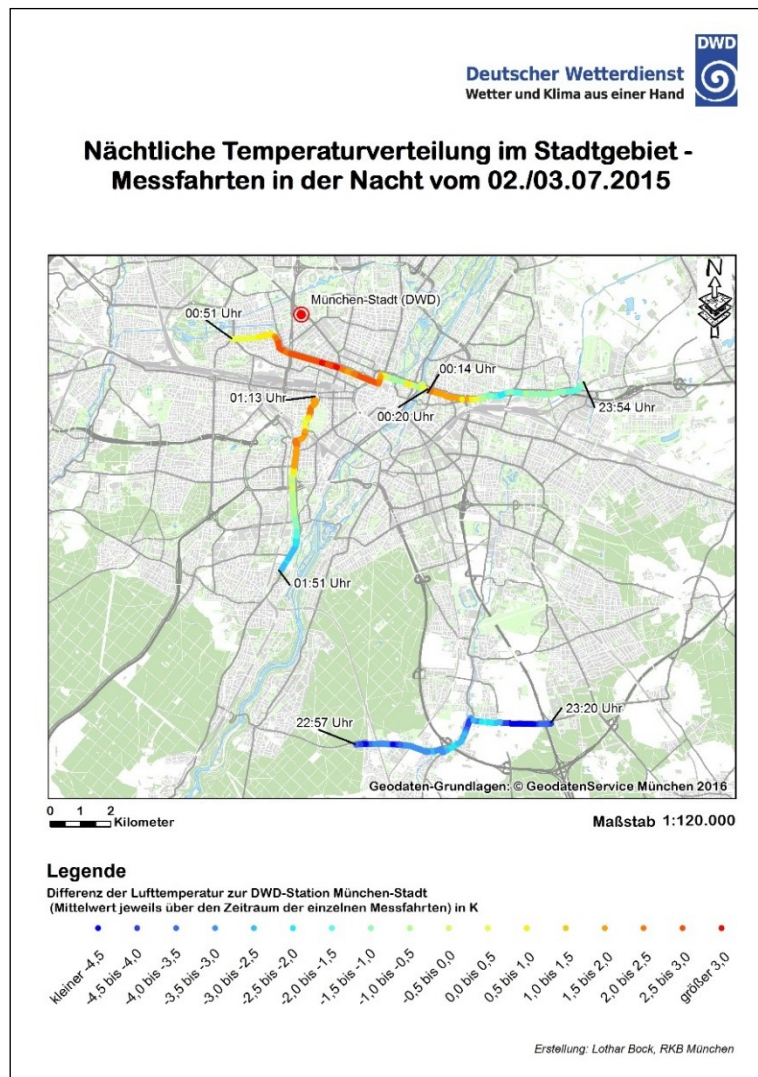 DWD
Deutscher Wetterdienst
Wetter und Klima aus einer Hand
Nächtliche Temperaturverteilung im Stadtgebiet -
Messfahrten in der Nacht vom 02./03.07.2015
N
München-Stadt (DWD)
00:51 Uhr
00:14 Uhr
01:13 Uhr
00:20 Uhr
23:54 Uhr
01:51 Uhr
22:57 Uhr
23:20 Uhr
Geodaten-Grundlagen: © GeodatenService München 2016
0 1 2
Kilometer
Maßstab 1:120.000
Legende
Differenz der Lufttemperatur zur DWD-Station München-Stadt
(Mittelwert jeweils über den Zeitraum der einzelnen Messfahrten) in K
kleiner -4,5
-4,5 bis -4,0
-4,0 bis -3,5
-3,5 bis -3,0
-3,0 bis -2,5
-2,5 bis -2,0
-2,0 bis -1,5
-1,5 bis -1,0
-1,0 bis -0,5
-0,5 bis 0,0
0,0 bis 0,5
0,5 bis 1,0
1,0 bis 1,5
1,5 bis 2,0
2,0 bis 2,5
2,5 bis 3,0
größer 3,0
Erstellung: Lothar Bock, RKB München